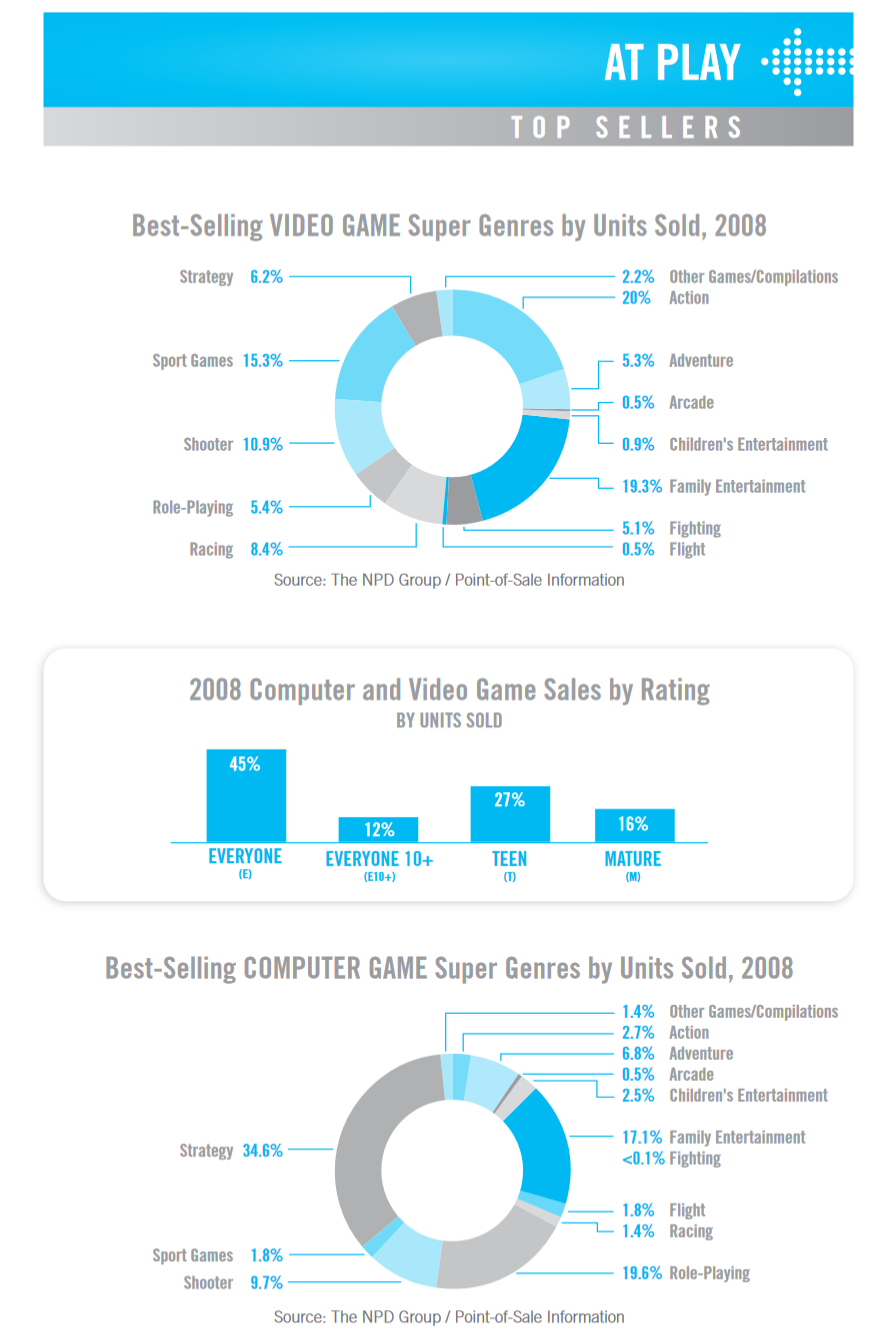 AT PLAY
TOP SELLERS
Best-Selling VIDEO GAME Super Genres by Units Sold, 2008
Strategy 6.2%
2.2% Other Games/Compilations
20% Action
Sport Games 15.3%
5.3% Adventure
0.5% Arcade
Shooter 10.9%
0.9% Children's Entertainment
19.3% Family Entertainment
Role-Playing 5.4%
5.1% Fighting
Racing 8.4%
0.5% Flight
Source: The NPD Group / Point-of-Sale Information
2008 Computer and Video Game Sales by Rating
BY UNITS SOLD
45%
12%
27%
16%
EVERYONE
(E)
EVERYONE 10+
(E10+)
TEEN
(T)
MATURE
(M)
Best-Selling COMPUTER GAME Super Genres by Units Sold, 2008
1.4% Other Games/Compilations
2.7% Action
6.8% Adventure
0.5% Arcade
2.5% Children's Entertainment
17.1% Family Entertainment
Strategy 34.6%
<0.1% Fighting
1.8% Flight
1.4% Racing
Sport Games 1.8%
19.6% Role-Playing
Shooter 9.7%
Source: The NPD Group / Point-of-Sale Information